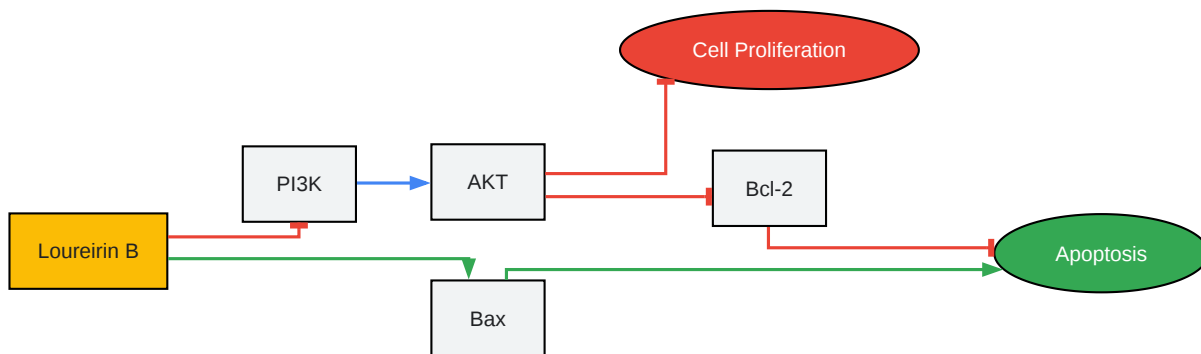 Cell Proliferation
PI3K
AKT
Bcl-2
Loureirin B
Apoptosis
Bax